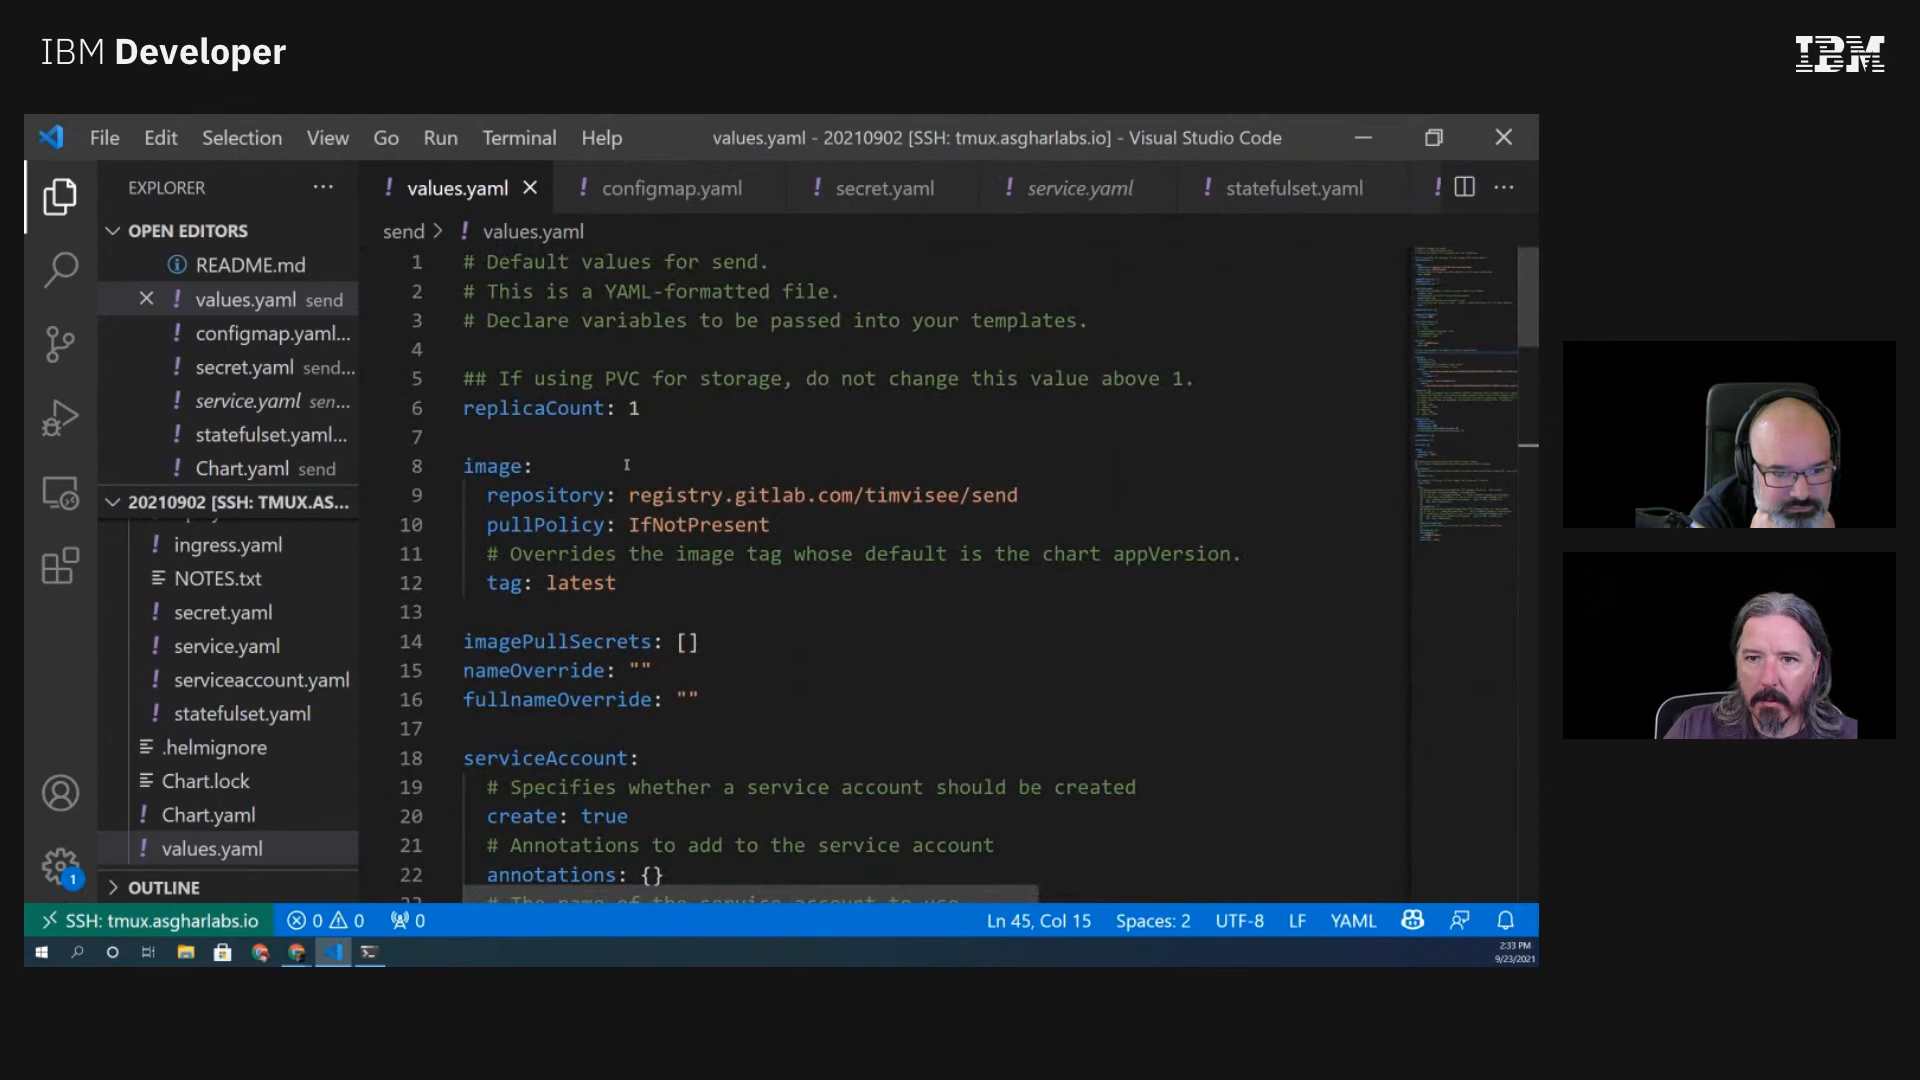 IBM Developer
IBM
File Edit Selection View Go Run Terminal Help
values.yaml - 20210902 [SSH: tmux.asgharlabs.io] - Visual Studio Code
EXPLORER
values.yaml
configmap.yaml
secret.yaml
service.yaml
statefulset.yaml
OPEN EDITORS
README.md
values.yaml send
configmap.yaml...
secret.yaml send...
service.yaml sen...
statefulset.yaml...
Chart.yaml send
20210902 [SSH: TMUX.AS...
ingress.yaml
NOTES.txt
secret.yaml
service.yaml
serviceaccount.yaml
statefulset.yaml
.helmignore
Chart.lock
Chart.yaml
values.yaml
OUTLINE
send > ! values.yaml
1 # Default values for send.
2 # This is a YAML-formatted file.
3 # Declare variables to be passed into your templates.
4
5 ## If using PVC for storage, do not change this value above 1.
6 replicaCount: 1
7
8 image:
9 repository: registry.gitlab.com/timvisee/send
10 pullPolicy: IfNotPresent
11 # Overrides the image tag whose default is the chart appVersion.
12 tag: latest
13
14 imagePullSecrets: []
15 nameOverride: ""
16 fullnameOverride: ""
17
18 serviceAccount:
19 # Specifies whether a service account should be created
20 create: true
21 # Annotations to add to the service account
22 annotations: {}
# The name of the service account to use
1
SSH: tmux.asgharlabs.io 0 0 0 Ln 45, Col 15 Spaces: 2 UTF-8 LF YAML
2:33 PM
9/23/2021